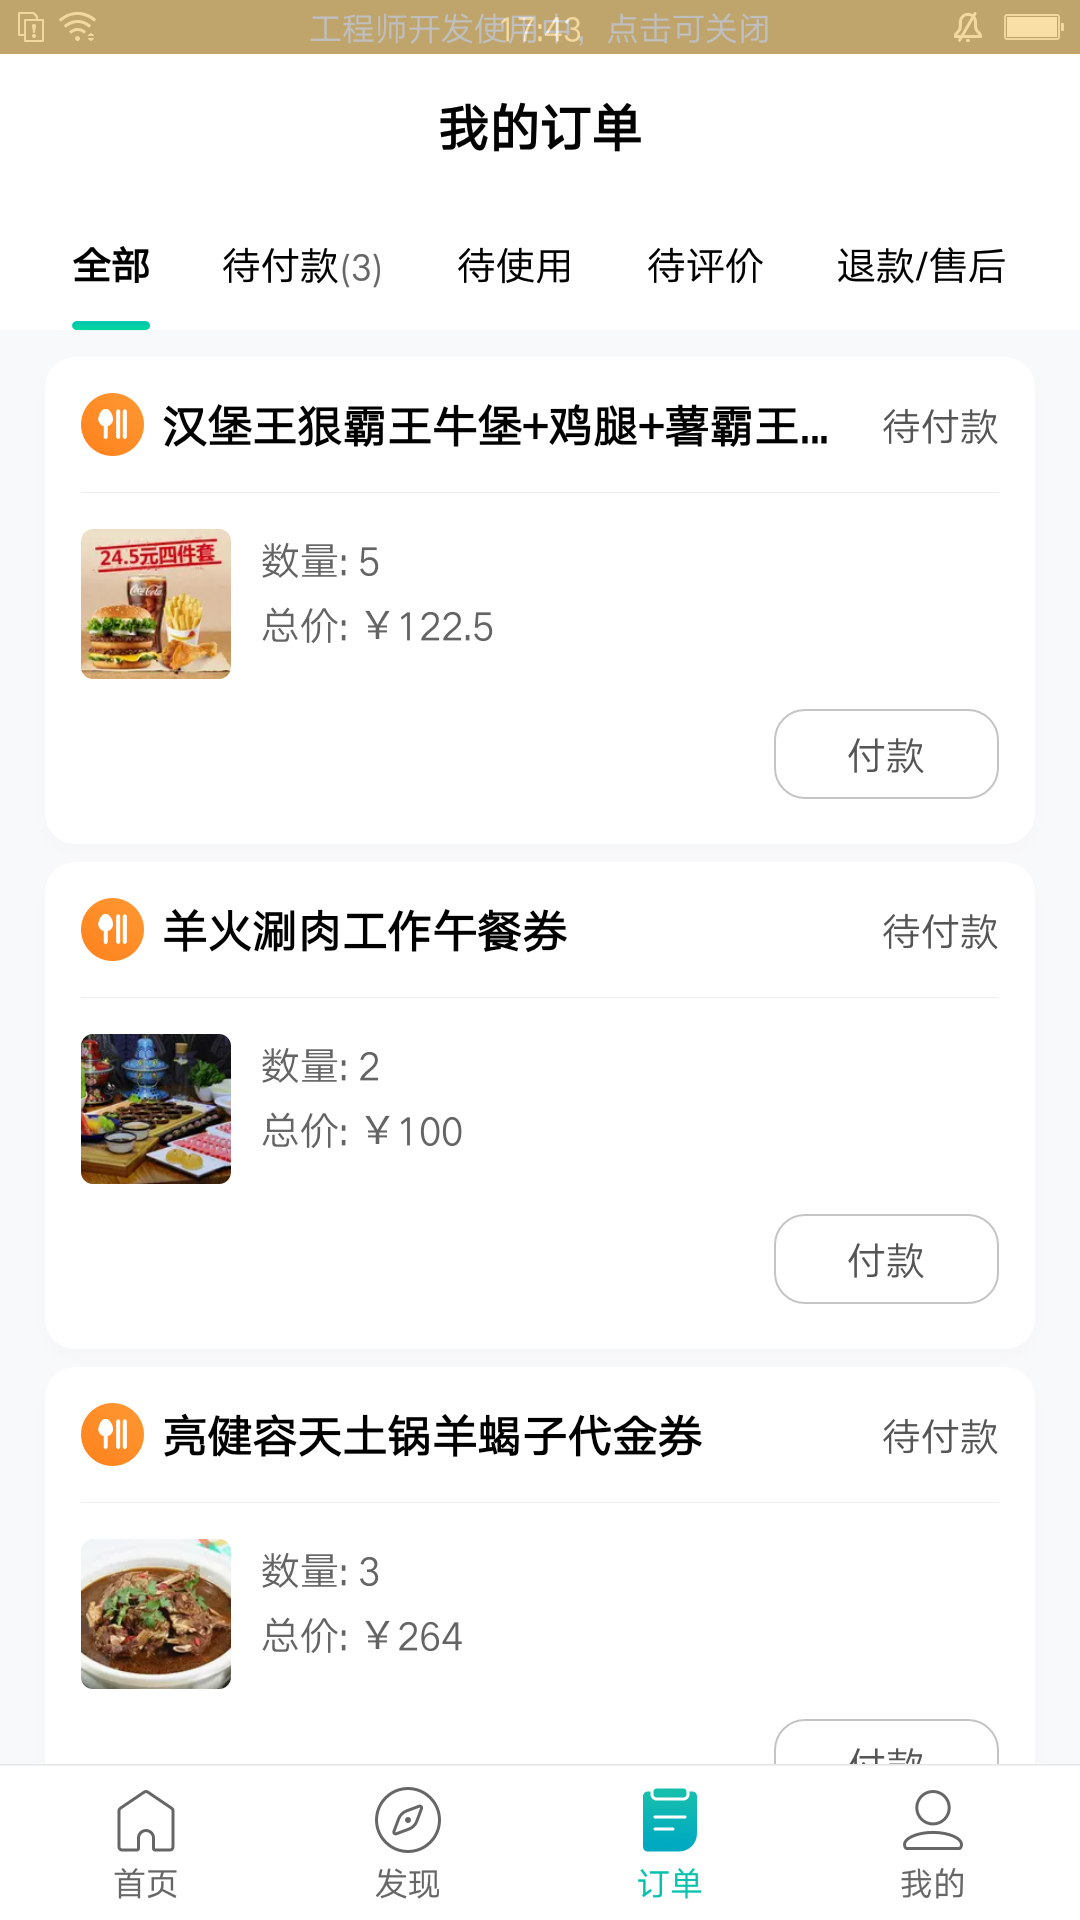 工程师开发使用中，点击可关闭
17:43
我的订单
全部 待付款(3) 待使用 待评价 退款/售后
汉堡王狠霸王牛堡+鸡腿+薯霸王... 待付款
24.5元四件套
Coca-Cola
数量: 5
总价: ￥122.5
付款
羊火涮肉工作午餐券 待付款
数量: 2
总价: ￥100
付款
亮健容天土锅羊蝎子代金券 待付款
数量: 3
总价: ￥264
付款
首页 发现 订单 我的